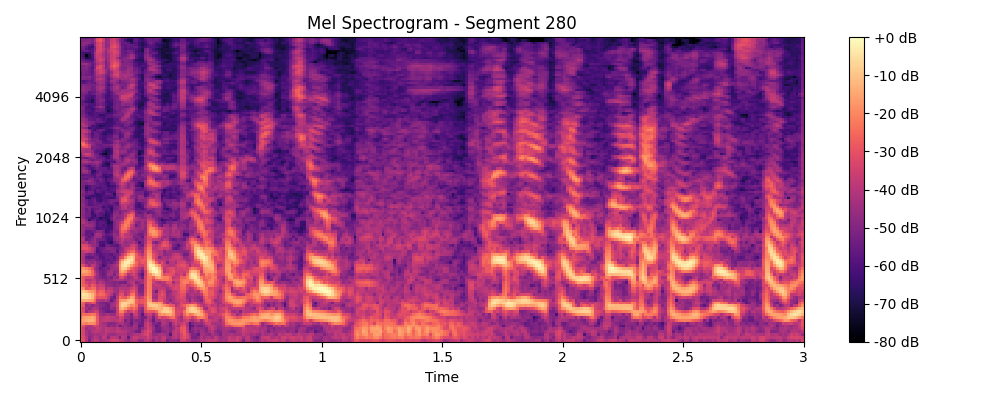 Mel Spectrogram - Segment 280
Frequency
4096
2048
1024
512
0
0
0.5
1
1.5
2
2.5
3
Time
+0 dB
-10 dB
-20 dB
-30 dB
-40 dB
-50 dB
-60 dB
-70 dB
-80 dB